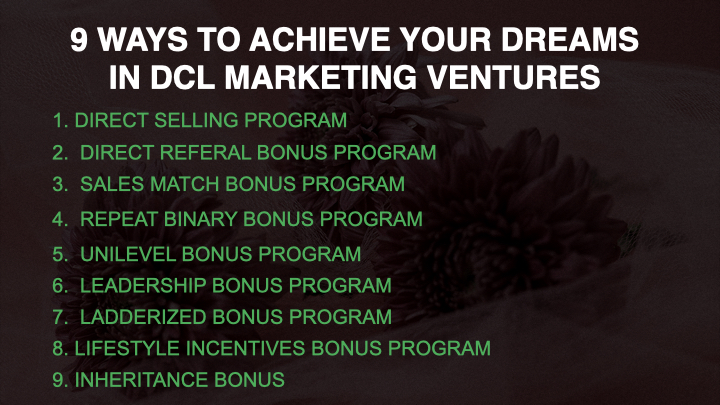 9 WAYS TO ACHIEVE YOUR DREAMS
IN DCL MARKETING VENTURES
1. DIRECT SELLING PROGRAM
2. DIRECT REFERAL BONUS PROGRAM
3. SALES MATCH BONUS PROGRAM
4. REPEAT BINARY BONUS PROGRAM
5. UNILEVEL BONUS PROGRAM
6. LEADERSHIP BONUS PROGRAM
7. LADDERIZED BONUS PROGRAM
8. LIFESTYLE INCENTIVES BONUS PROGRAM
9. INHERITANCE BONUS